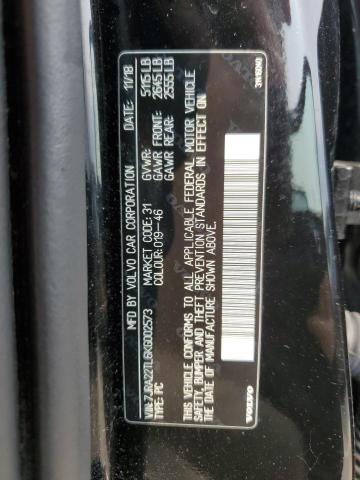 MFD BY VOLVO CAR CORPORATION DATE: 11/18
MARKET CODE: 31 GVWR: 5115LB
COLOUR: 019-46 GAWR FRONT: 2645LB
GAWR REAR: 2555LB
VIN: 7JRA22TL6KG002573
TYPE: PC
THIS VEHICLE CONFORMS TO ALL APPLICABLE FEDERAL MOTOR VEHICLE
SAFETY, BUMPER AND THEFT PREVENTION STANDARDS IN EFFECT ON
THE DATE OF MANUFACTURE SHOWN ABOVE.
VOLVO